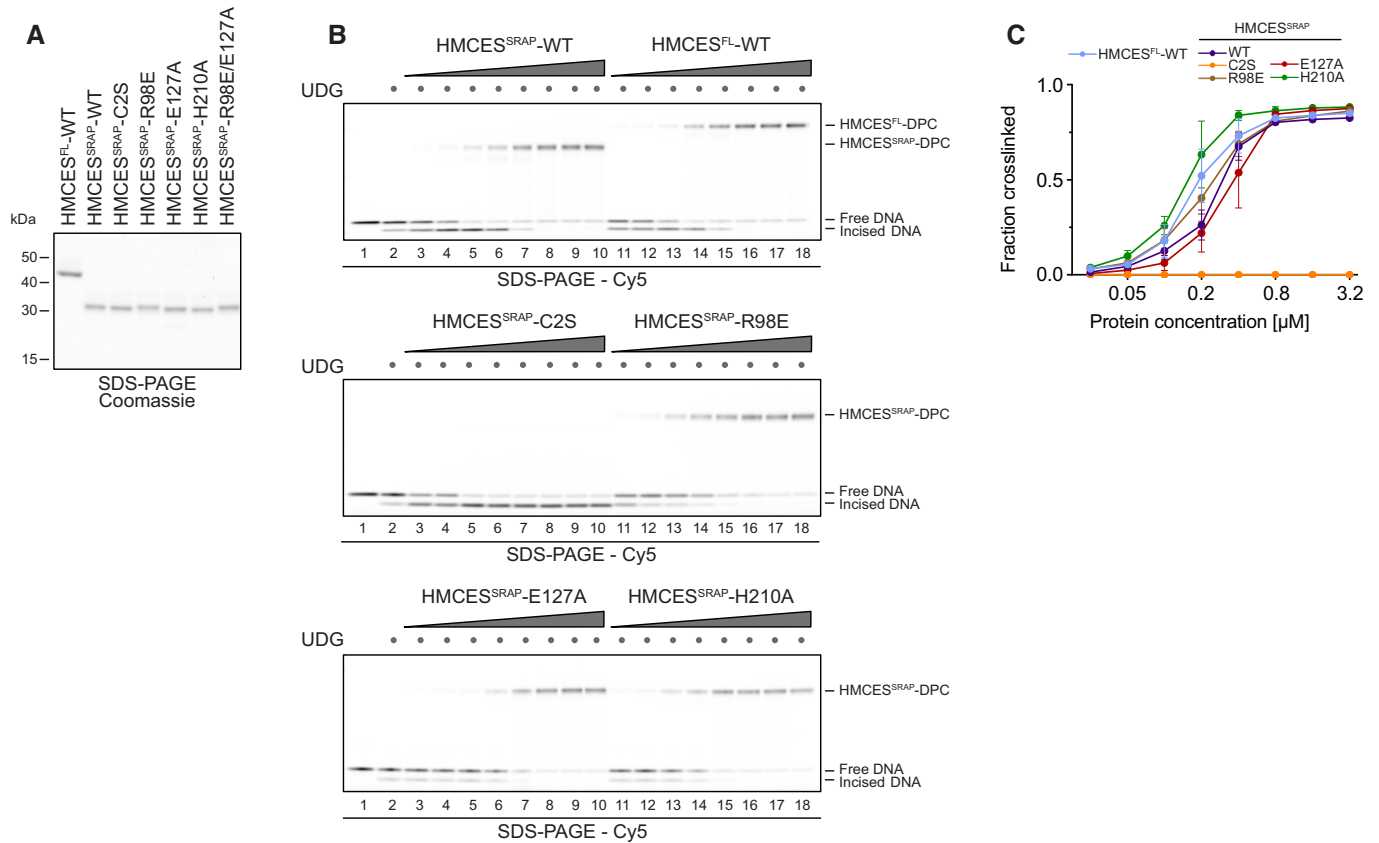 A
HMCESFL-WT
HMCESSRAP-WT
HMCESSRAP-C2S
HMCESSRAP-R98E
HMCESSRAP-E127A
HMCESSRAP-H210A
HMCESSRAP-R98E/E127A
kDa
50
40
30
15
SDS-PAGE
Coomassie
B
HMCESSRAP-WT HMCESFL-WT
UDG
HMCESFL-DPC
HMCESSRAP-DPC
Free DNA
Incised DNA
1 2 3 4 5 6 7 8 9 10 11 12 13 14 15 16 17 18
SDS-PAGE - Cy5
HMCESSRAP-C2S HMCESSRAP-R98E
UDG
HMCESSRAP-DPC
Free DNA
Incised DNA
1 2 3 4 5 6 7 8 9 10 11 12 13 14 15 16 17 18
SDS-PAGE - Cy5
HMCESSRAP-E127A HMCESSRAP-H210A
UDG
HMCESSRAP-DPC
Free DNA
Incised DNA
1 2 3 4 5 6 7 8 9 10 11 12 13 14 15 16 17 18
SDS-PAGE - Cy5
C
HMCESSRAP
HMCESFL-WT
WT
C2S E127A
R98E H210A
Fraction crosslinked
1.0
0.5
0.0
0.05 0.2 0.8 3.2
Protein concentration [µM]